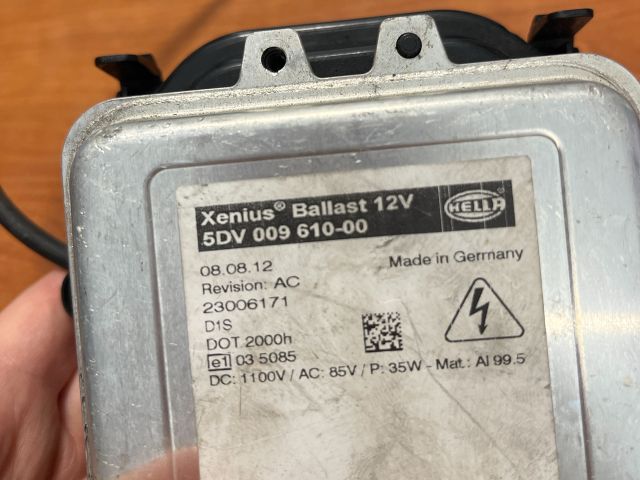 Xenius® Ballast 12V
5DV 009 610-00
HELLA
08.08.12
Made in Germany
Revision: AC
23006171
D1S
DOT 2000h
e1 03 5085
DC: 1100V / AC: 85V / P: 35W - Mat.: Al 99.5